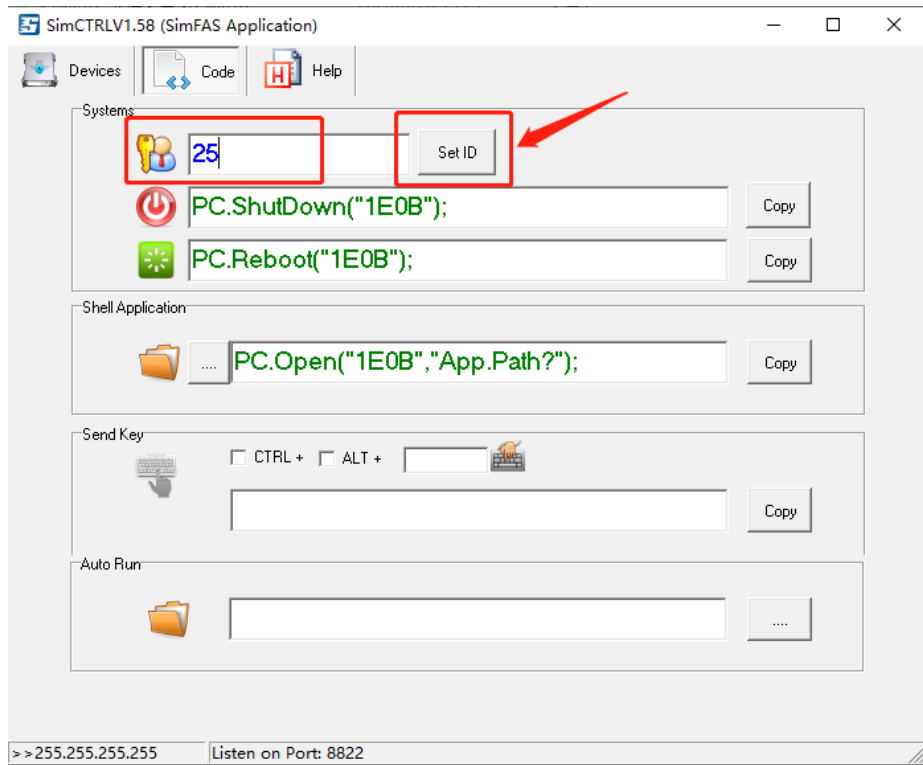 SimCTRLV1.58 (SimFAS Application)
Devices Code Help
Systems
25 Set ID
PC.ShutDown("1E0B"); Copy
PC.Reboot("1E0B"); Copy
Shell Application
.... PC.Open("1E0B","App.Path?"); Copy
Send Key
CTRL + ALT +
Copy
Auto Run
....
>>255.255.255.255 Listen on Port: 8822